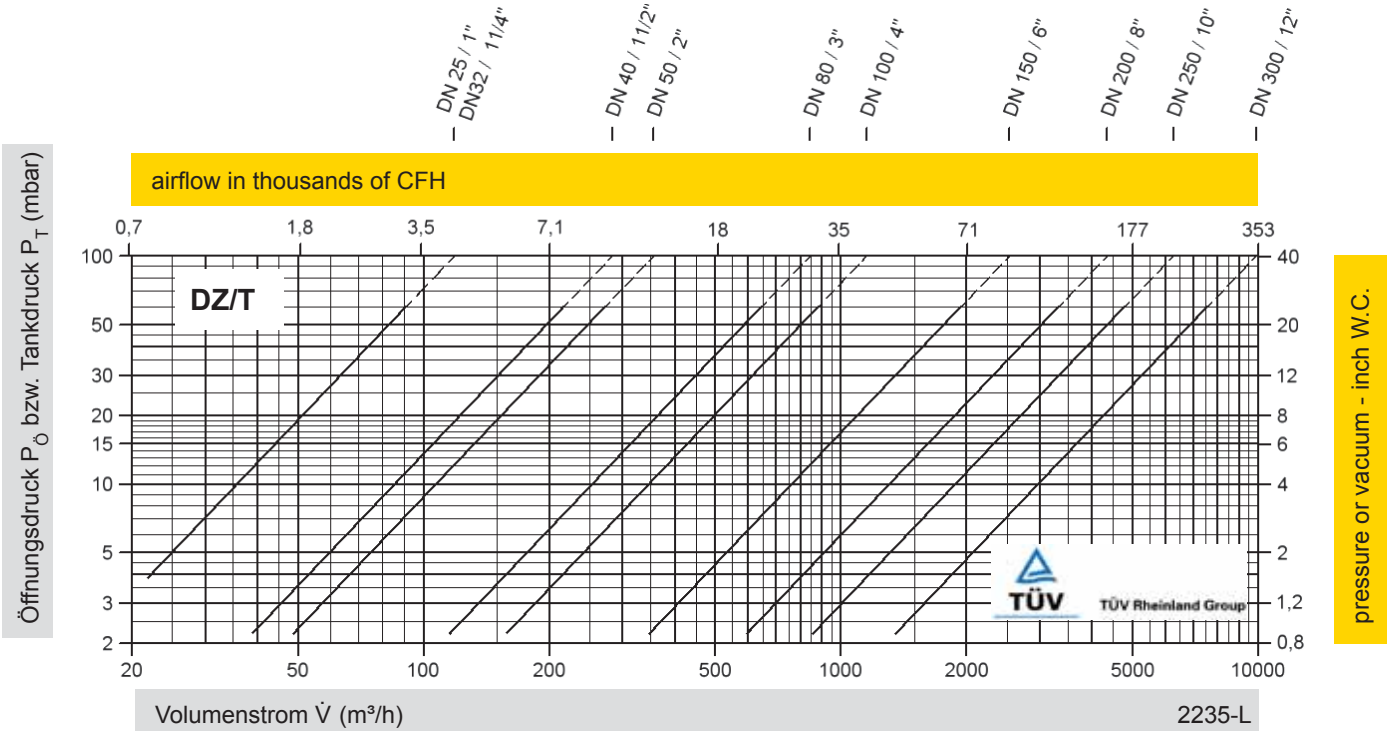 DN 25 / 1"
DN32 / 11/4"
DN 40 / 11/2"
DN 50 / 2"
DN 80 / 3"
DN 100 / 4"
DN 150 / 6"
DN 200 / 8"
DN 250 / 10"
DN 300 / 12"
airflow in thousands of CFH
0,7 1,8 3,5 7,1 18 35 71 177 353
Öffnungsdruck PÖ bzw. Tankdruck PT (mbar)
100
50
30
20
15
10
5
3
2
DZ/T
40
20
12
8
6
4
2
1,2
0,8
pressure or vacuum - inch W.C.
TÜV
TÜV Rheinland Group
20 50 100 200 500 1000 2000 5000 10000
Volumenstrom V̇ (m³/h) 2235-L